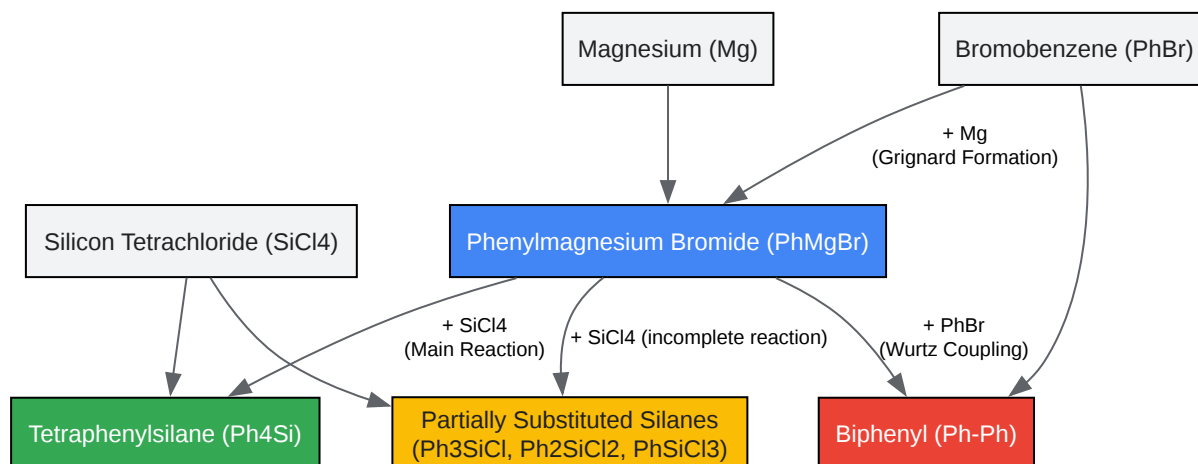 Magnesium (Mg)
Bromobenzene (PhBr)
+ Mg
(Grignard Formation)
Silicon Tetrachloride (SiCl4)
Phenylmagnesium Bromide (PhMgBr)
+ SiCl4
(Main Reaction)
+ SiCl4 (incomplete reaction)
+ PhBr
(Wurtz Coupling)
Tetraphenylsilane (Ph4Si)
Partially Substituted Silanes
(Ph3SiCl, Ph2SiCl2, PhSiCl3)
Biphenyl (Ph-Ph)